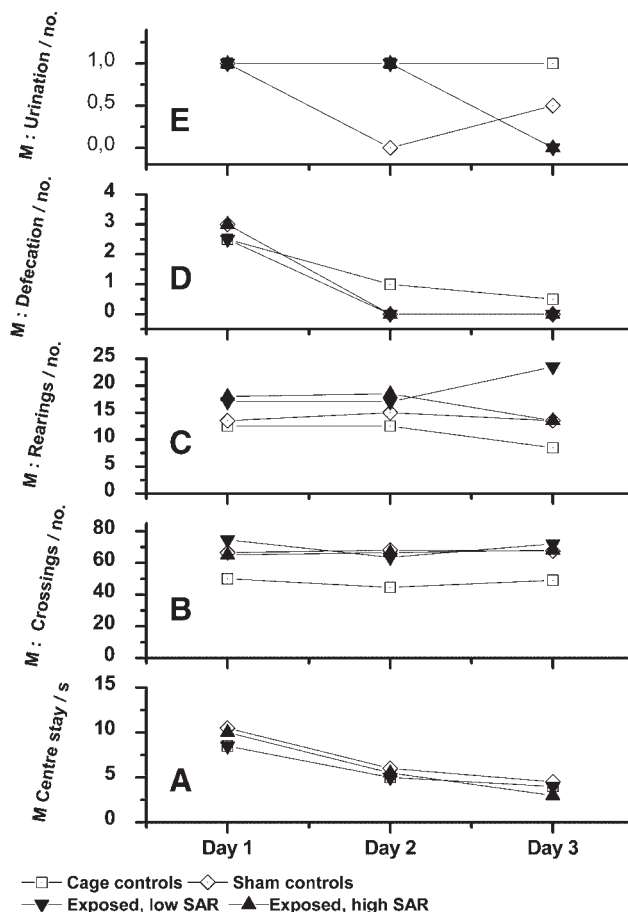 M : Urination / no.
1,0
0,5
0,0
E
M : Defecation / no.
4
3
2
1
0
D
M : Rearings / no.
25
20
15
10
5
0
C
M : Crossings / no.
80
60
40
20
0
B
M Centre stay / s
15
10
5
0
A
Day 1 Day 2 Day 3
Cage controls Sham controls
Exposed, low SAR Exposed, high SAR